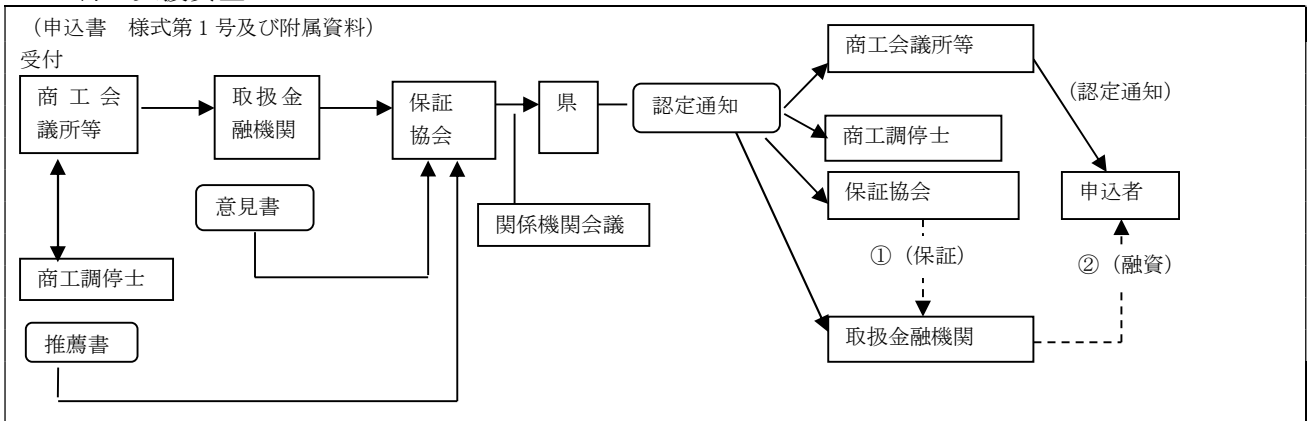 （申込書　様式第１号及び附属資料）
受付
商工会
議所等
取扱金
融機関
保証
協会
県
認定通知
商工会議所等
（認定通知）
商工調停士
保証協会
申込者
意見書
関係機関会議
①（保証）
②（融資）
商工調停士
取扱金融機関
推薦書